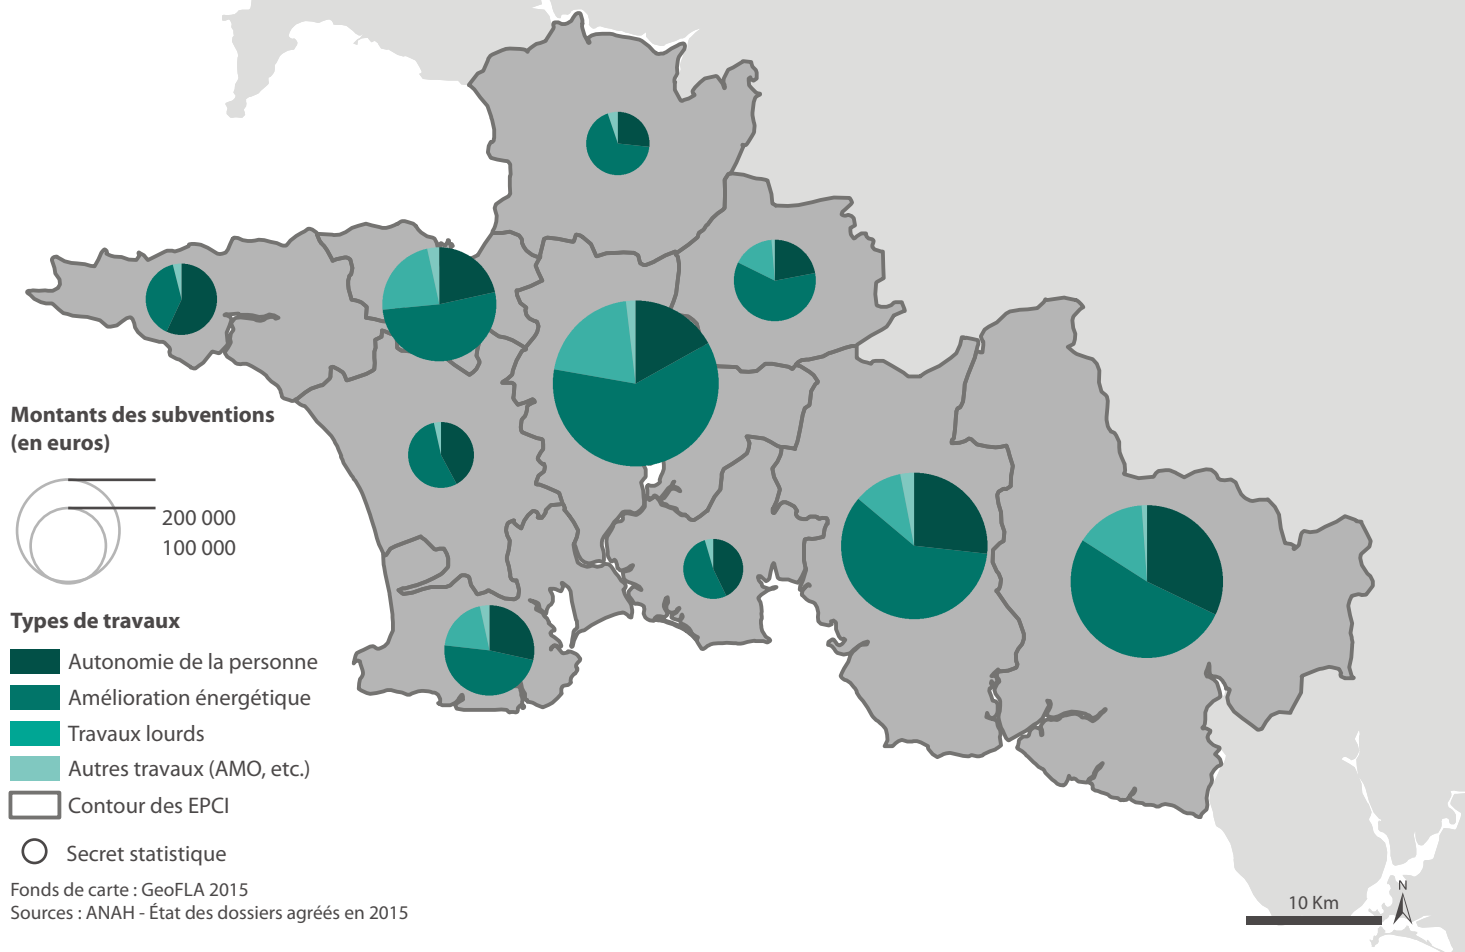 Montants des subventions
(en euros)
200 000
100 000
Types de travaux
Autonomie de la personne
Amélioration énergétique
Travaux lourds
Autres travaux (AMO, etc.)
Contour des EPCI
Secret statistique
Fonds de carte : GeoFLA 2015
Sources : ANAH - État des dossiers agréés en 2015
10 Km
N